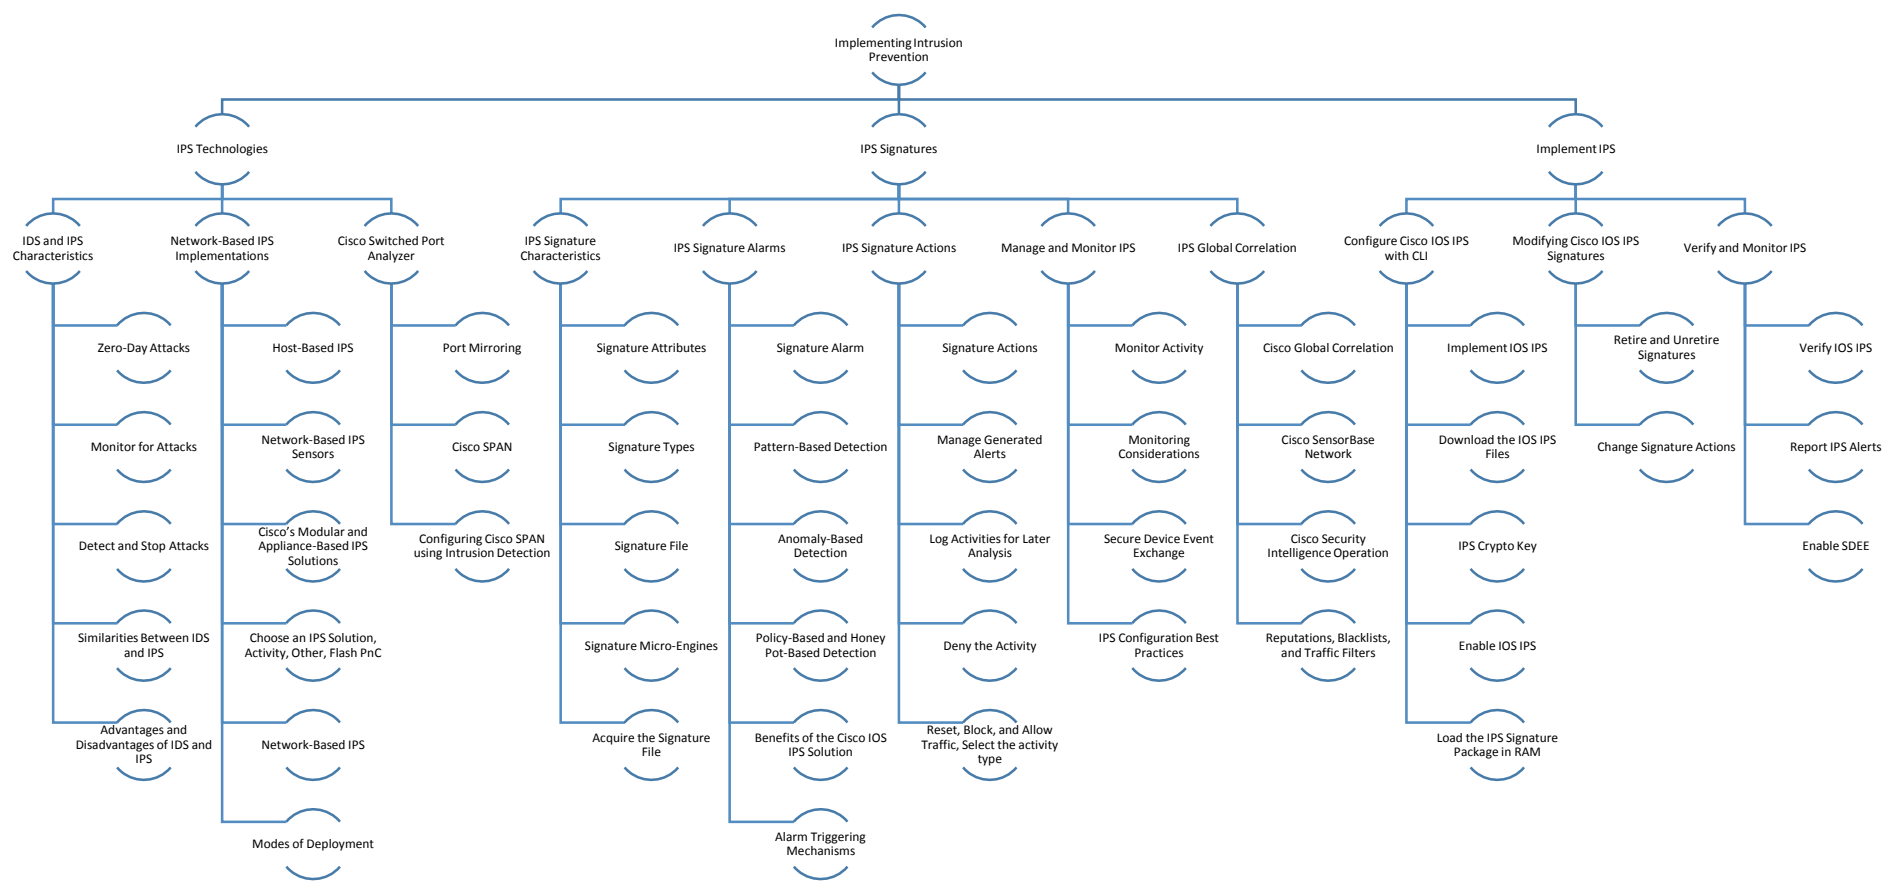 Implementing Intrusion
Prevention
IPS Technologies
IPS Signatures
Implement IPS
IDS and IPS
Characteristics
Network-Based IPS
Implementations
Cisco Switched Port
Analyzer
IPS Signature
Characteristics
IPS Signature Alarms
IPS Signature Actions
Manage and Monitor IPS
IPS Global Correlation
Configure Cisco IOS IPS
with CLI
Modifying Cisco IOS IPS
Signatures
Verify and Monitor IPS
Zero-Day Attacks
Monitor for Attacks
Detect and Stop Attacks
Similarities Between IDS
and IPS
Advantages and
Disadvantages of IDS and
IPS
Host-Based IPS
Network-Based IPS
Sensors
Cisco’s Modular and
Appliance-Based IPS
Solutions
Choose an IPS Solution,
Activity, Other, Flash PnC
Network-Based IPS
Modes of Deployment
Port Mirroring
Cisco SPAN
Configuring Cisco SPAN
using Intrusion Detection
Signature Attributes
Signature Types
Signature File
Signature Micro-Engines
Acquire the Signature
File
Signature Alarm
Pattern-Based Detection
Anomaly-Based
Detection
Policy-Based and Honey
Pot-Based Detection
Benefits of the Cisco IOS
IPS Solution
Alarm Triggering
Mechanisms
Signature Actions
Manage Generated
Alerts
Log Activities for Later
Analysis
Deny the Activity
Reset, Block, and Allow
Traffic, Select the activity
type
Monitor Activity
Monitoring
Considerations
Secure Device Event
Exchange
IPS Configuration Best
Practices
Cisco Global Correlation
Cisco SensorBase
Network
Cisco Security
Intelligence Operation
Reputations, Blacklists,
and Traffic Filters
Implement IOS IPS
Download the IOS IPS
Files
IPS Crypto Key
Enable IOS IPS
Load the IPS Signature
Package in RAM
Retire and Unretire
Signatures
Change Signature Actions
Verify IOS IPS
Report IPS Alerts
Enable SDEE